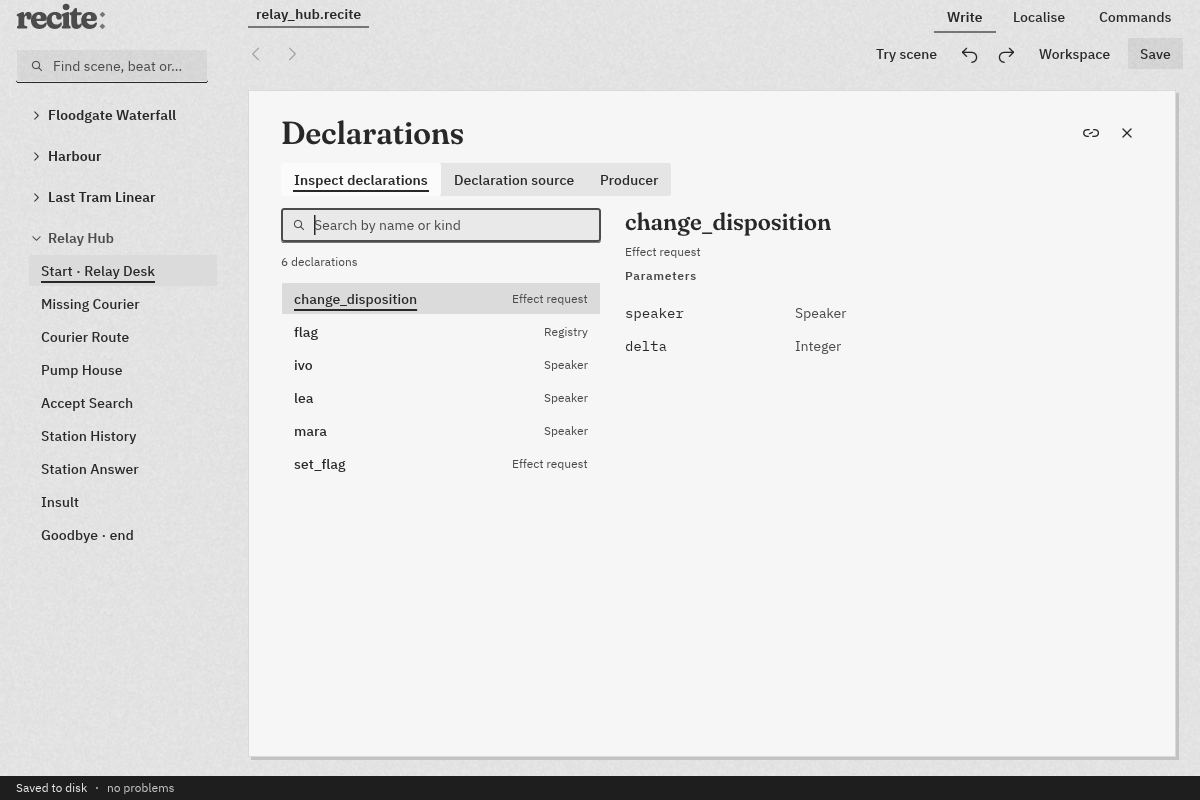 recite:
relay_hub.recite
Write
Localise
Commands
Find scene, beat or...
Try scene
Workspace
Save
Floodgate Waterfall
Harbour
Last Tram Linear
Relay Hub
Start · Relay Desk
Missing Courier
Courier Route
Pump House
Accept Search
Station History
Station Answer
Insult
Goodbye · end
Declarations
Inspect declarations
Declaration source
Producer
Search by name or kind
6 declarations
change_disposition Effect request
flag Registry
ivo Speaker
lea Speaker
mara Speaker
set_flag Effect request
change_disposition
Effect request
Parameters
speaker Speaker
delta Integer
Saved to disk · no problems